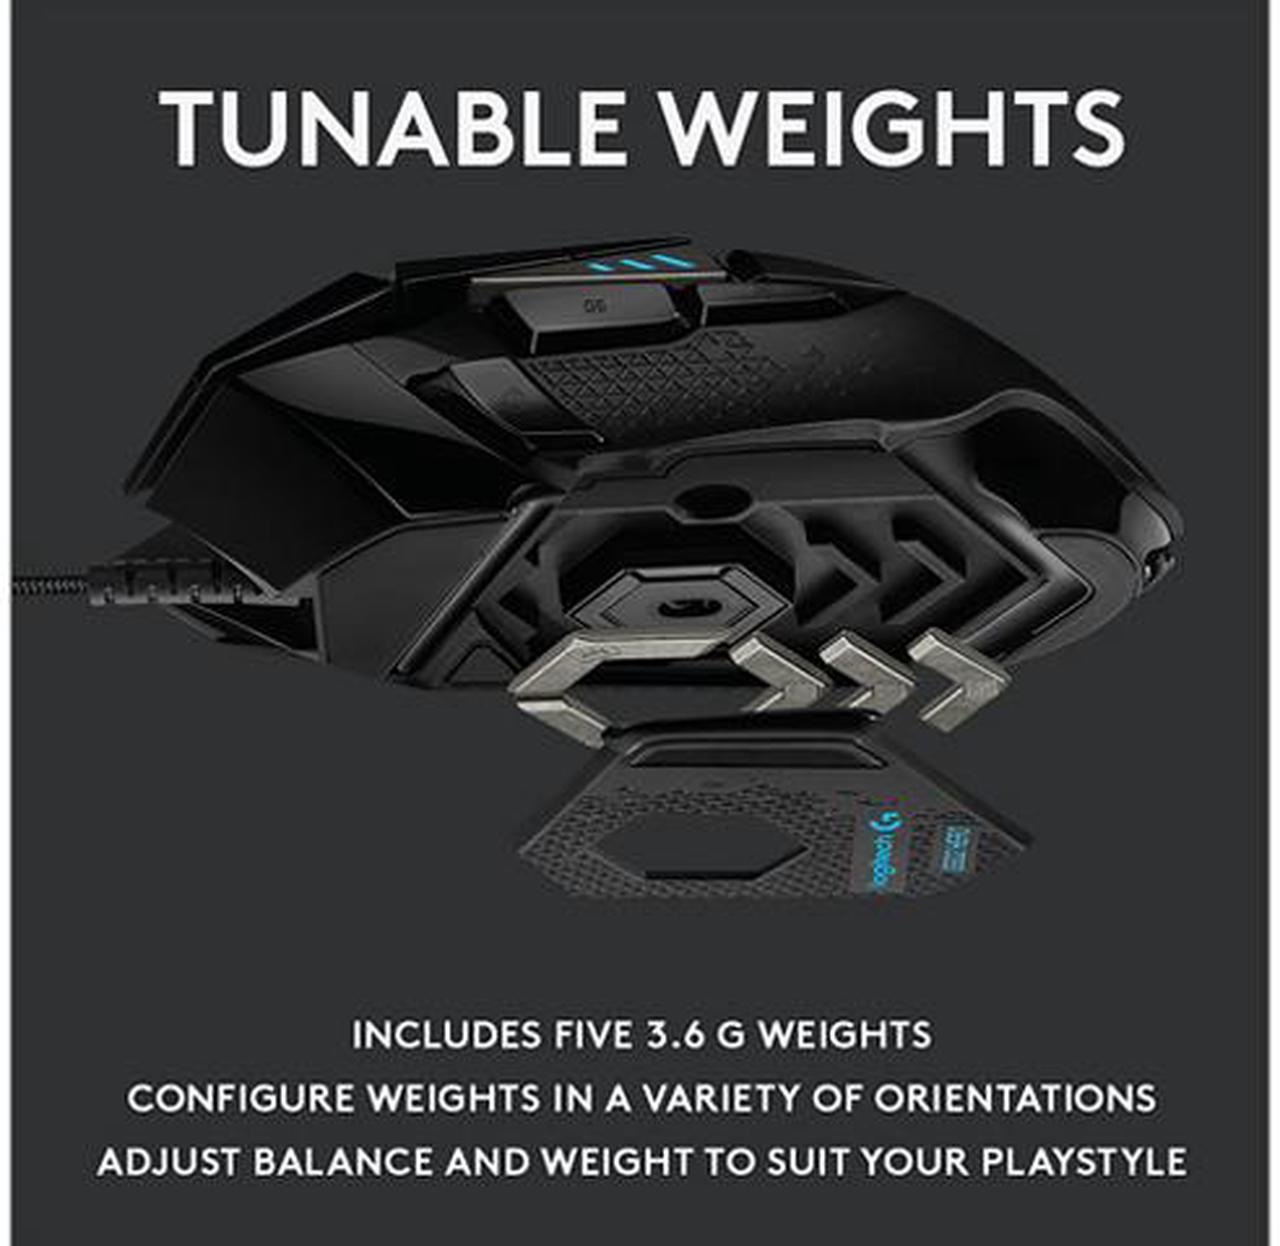 TUNABLE WEIGHTS
G5
logitech
INCLUDES FIVE 3.6 G WEIGHTS
CONFIGURE WEIGHTS IN A VARIETY OF ORIENTATIONS
ADJUST BALANCE AND WEIGHT TO SUIT YOUR PLAYSTYLE